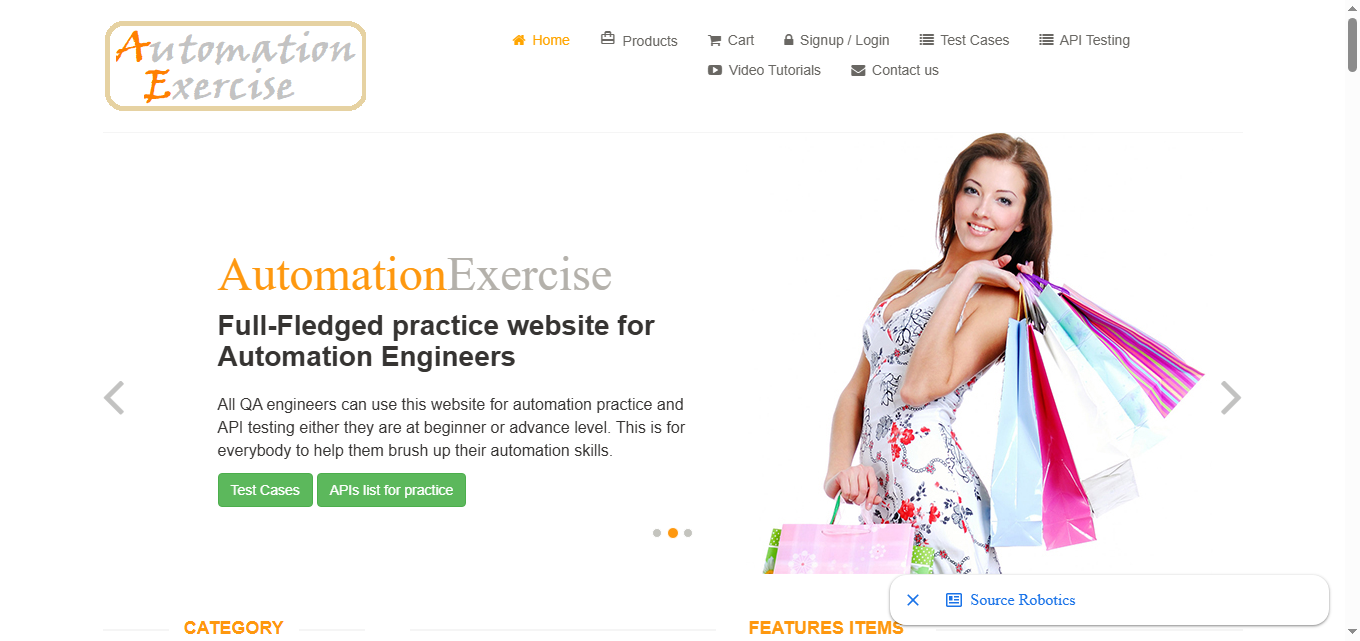 Automation
Exercise
Home
Products
Cart
Signup / Login
Test Cases
API Testing
Video Tutorials
Contact us
AutomationExercise
Full-Fledged practice website for
Automation Engineers
All QA engineers can use this website for automation practice and
API testing either they are at beginner or advance level. This is for
everybody to help them brush up their automation skills.
Test Cases
APIs list for practice
Source Robotics
CATEGORY
FEATURES ITEMS